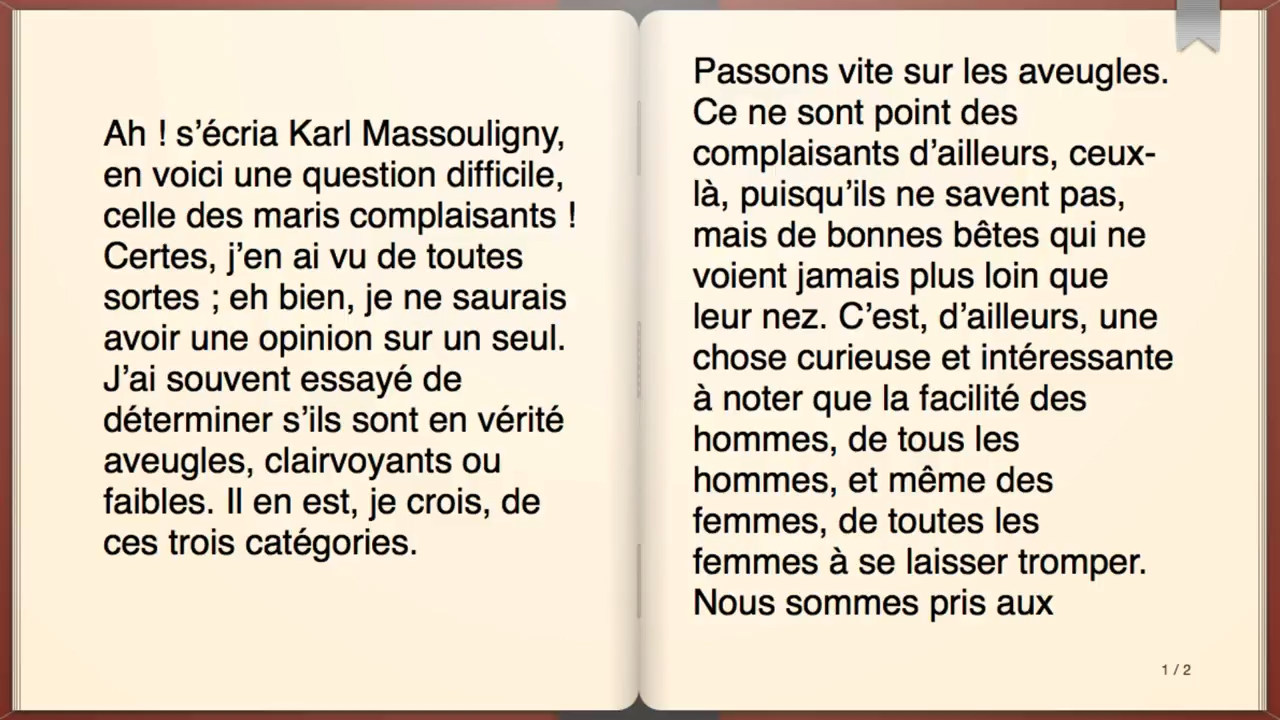 Ah ! s’écria Karl Massouligny,
en voici une question difficile,
celle des maris complaisants !
Certes, j’en ai vu de toutes
sortes ; eh bien, je ne saurais
avoir une opinion sur un seul.
J’ai souvent essayé de
déterminer s’ils sont en vérité
aveugles, clairvoyants ou
faibles. Il en est, je crois, de
ces trois catégories.
Passons vite sur les aveugles.
Ce ne sont point des
complaisants d’ailleurs, ceux-
là, puisqu’ils ne savent pas,
mais de bonnes bêtes qui ne
voient jamais plus loin que
leur nez. C’est, d’ailleurs, une
chose curieuse et intéressante
à noter que la facilité des
hommes, de tous les
hommes, et même des
femmes, de toutes les
femmes à se laisser tromper.
Nous sommes pris aux
1 / 2